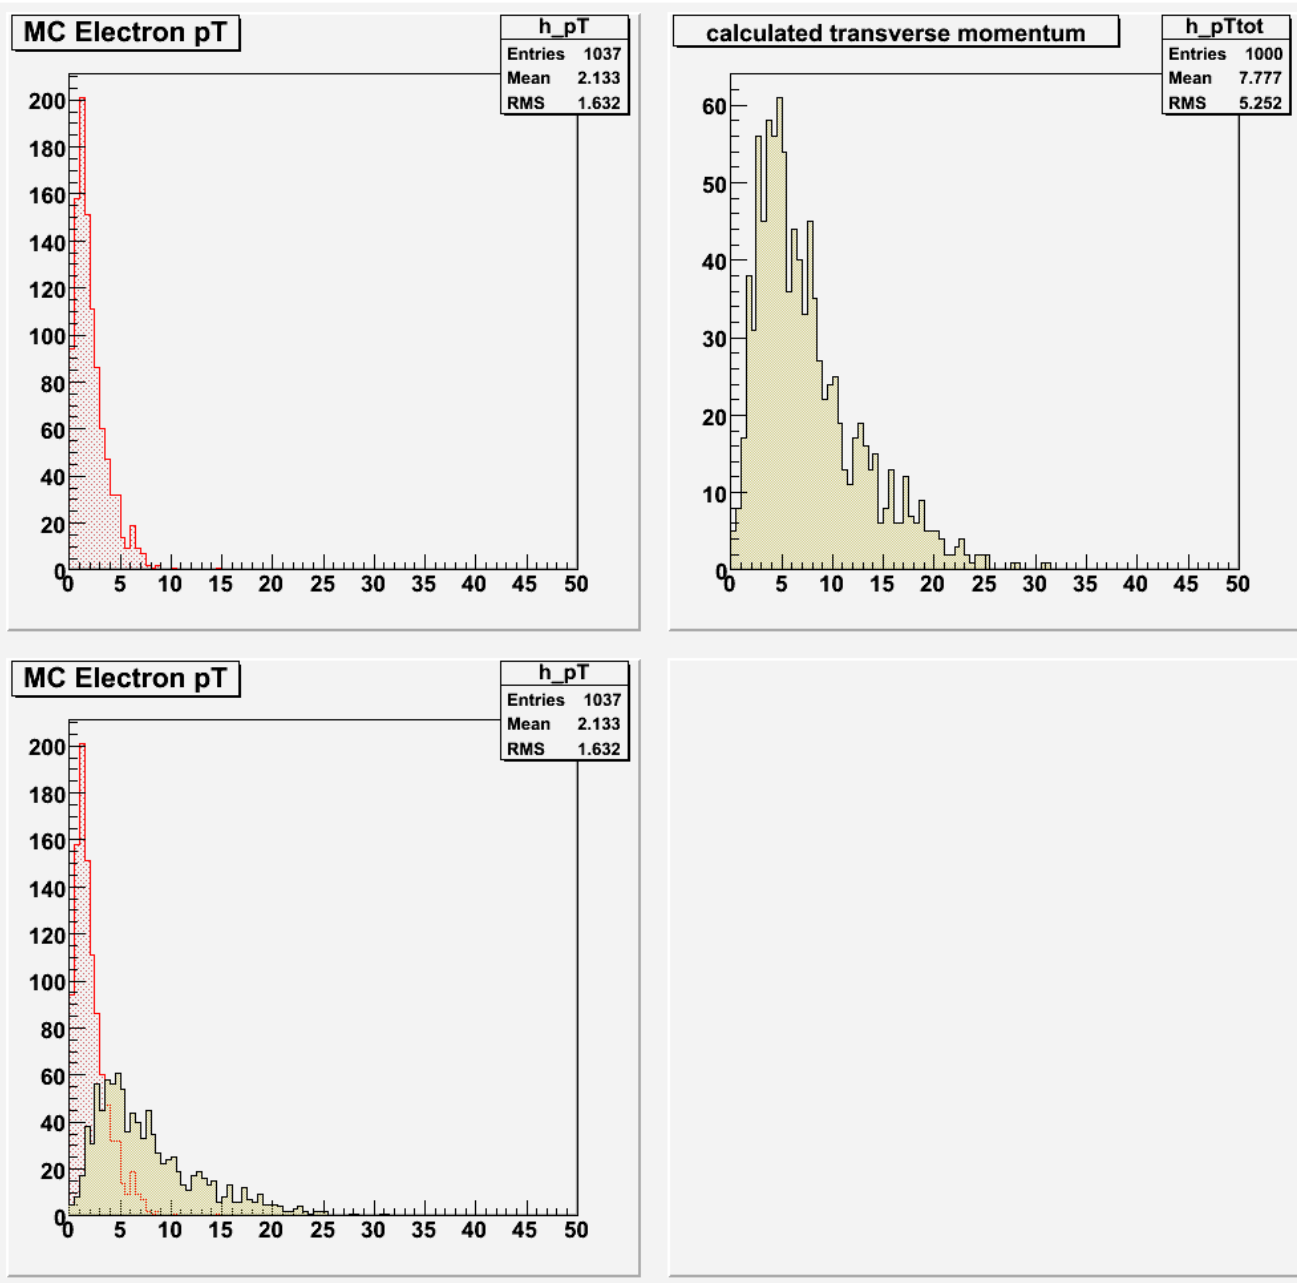 MC Electron pT
h_pT
Entries 1037
Mean 2.133
RMS 1.632
200
180
160
140
120
100
80
60
40
20
0
0 5 10 15 20 25 30 35 40 45 50
calculated transverse momentum
h_pTtot
Entries 1000
Mean 7.777
RMS 5.252
60
50
40
30
20
10
0
0 5 10 15 20 25 30 35 40 45 50
MC Electron pT
h_pT
Entries 1037
Mean 2.133
RMS 1.632
200
180
160
140
120
100
80
60
40
20
0
0 5 10 15 20 25 30 35 40 45 50